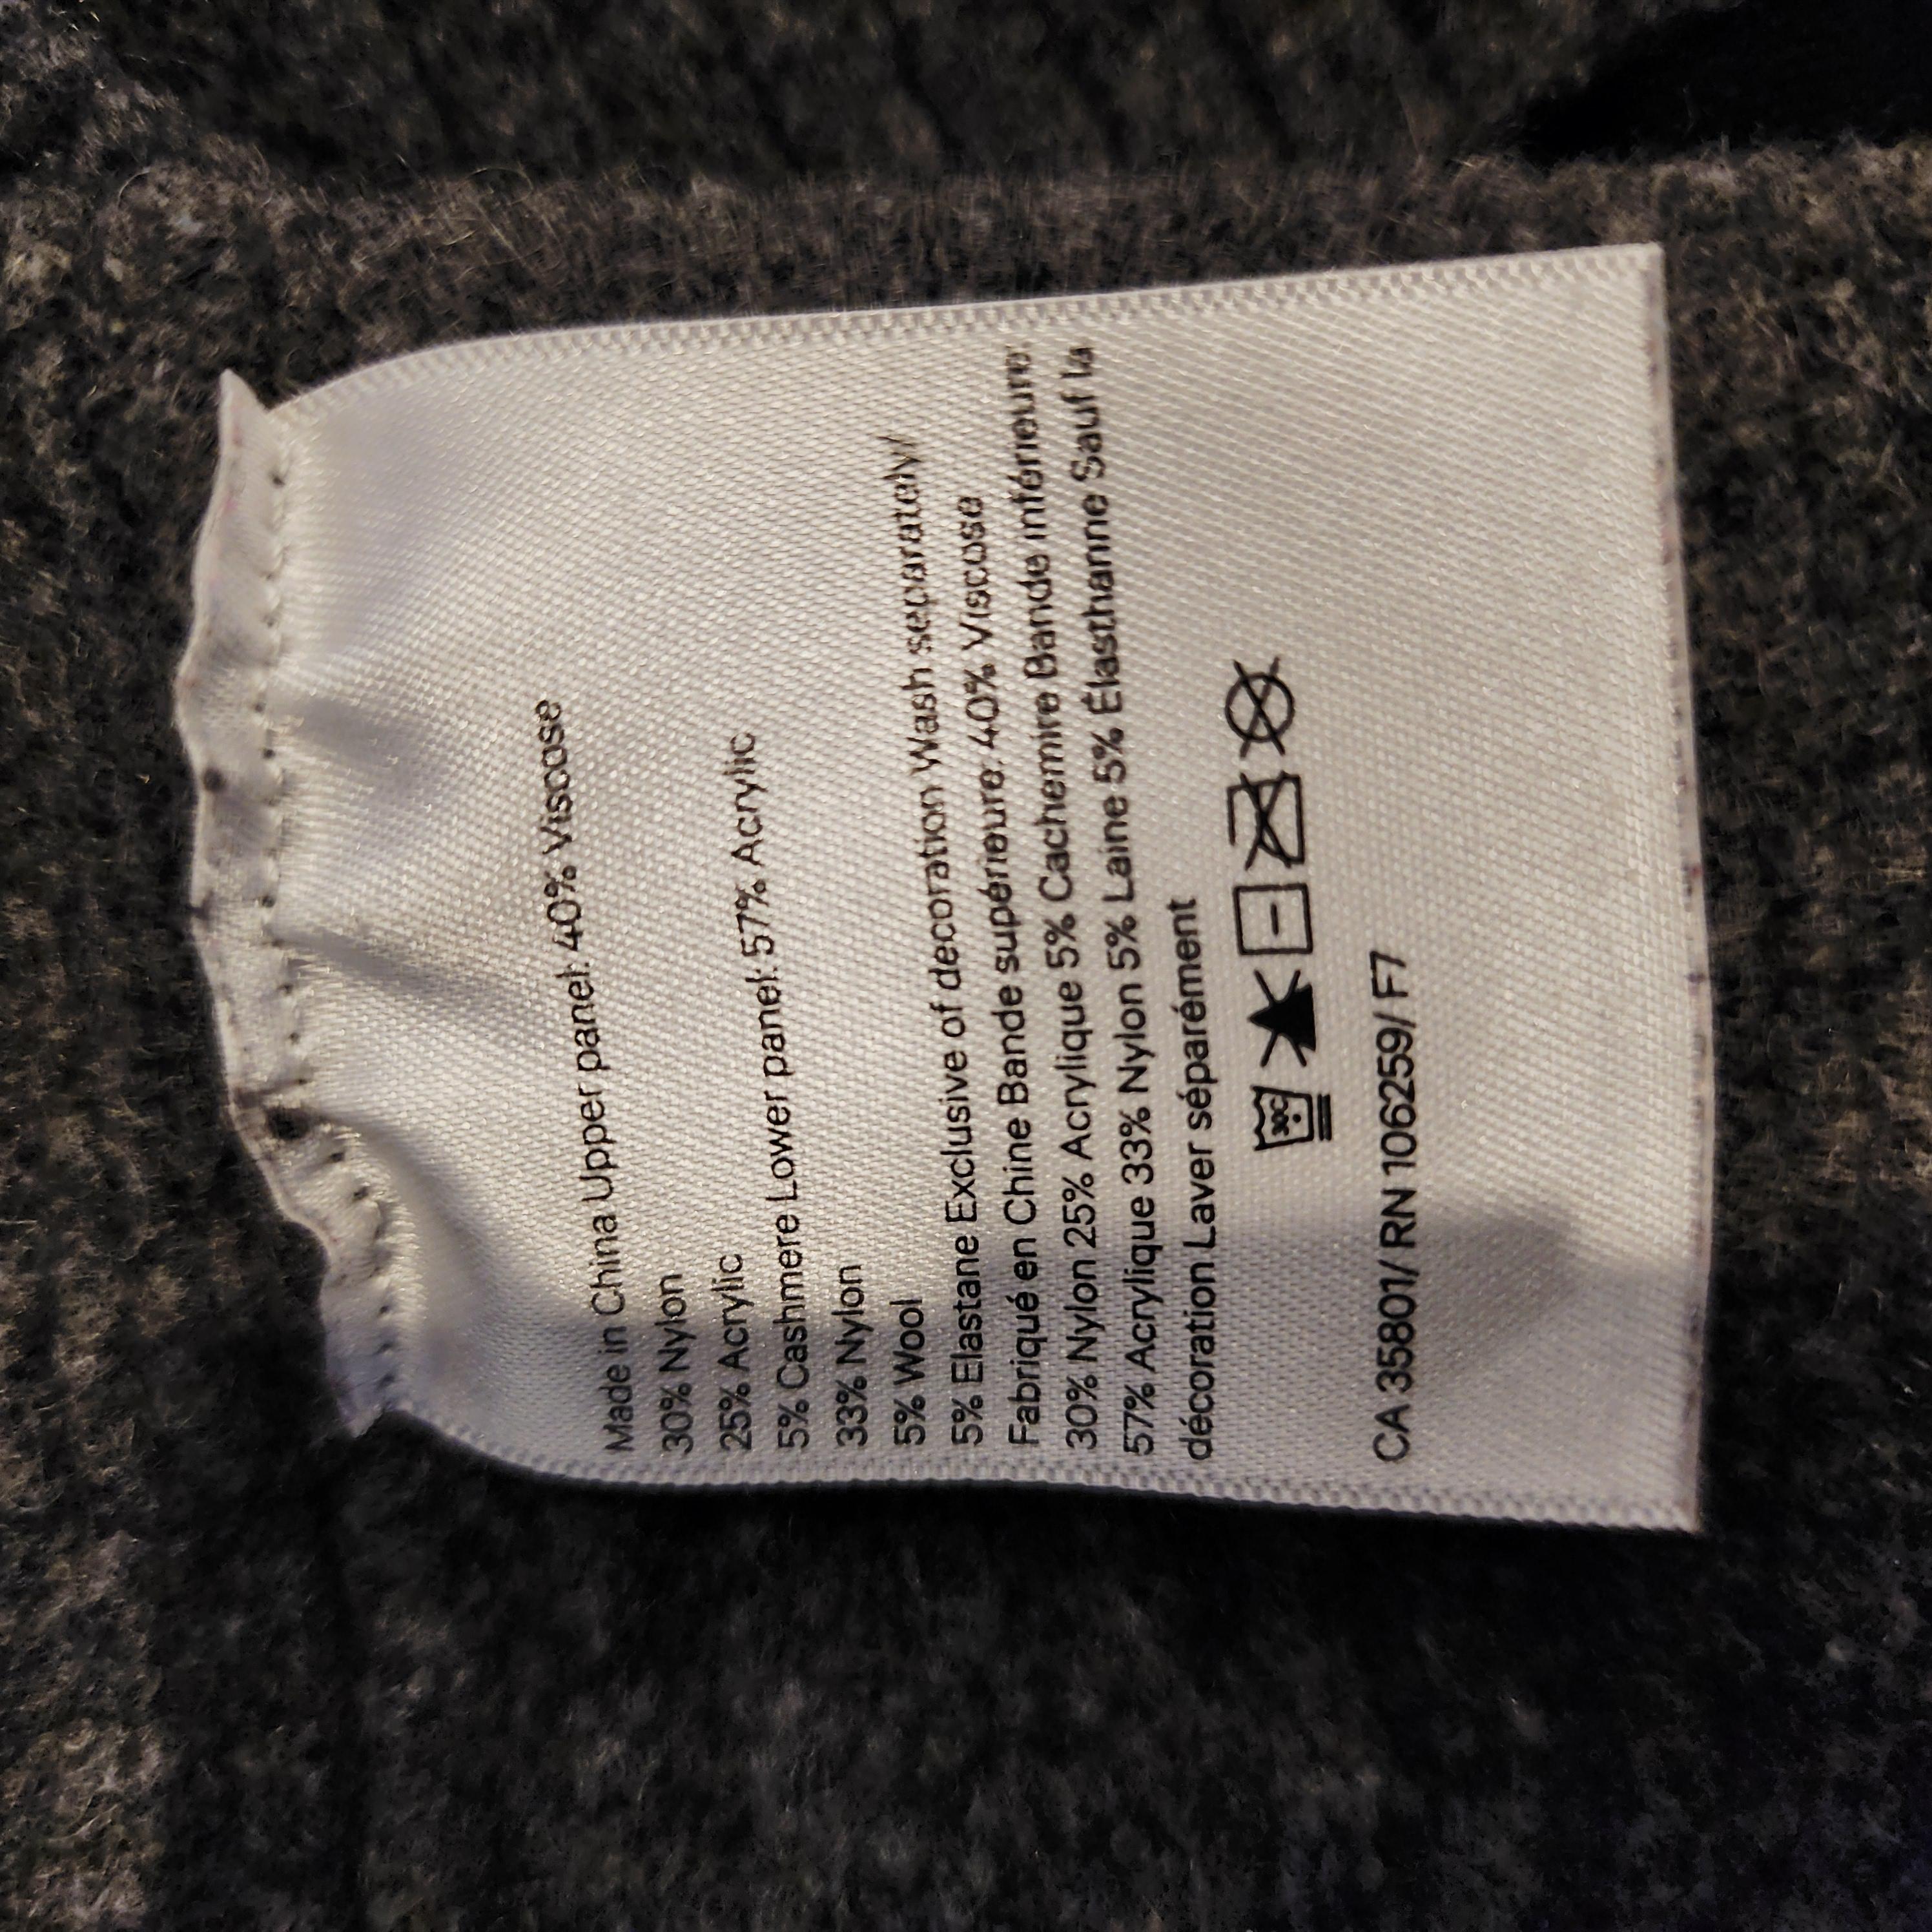 Made in China Upper panel: 40% Viscose
30% Nylon
25% Acrylic
5% Cashmere Lower panel: 57% Acrylic
33% Nylon
5% Wool
5% Elastane Exclusive of decoration Wash separately/
Fabriqué en Chine Bande supérieure: 40% Viscose
30% Nylon 25% Acrylique 5% Cachemire Bande inférieure:
57% Acrylique 33% Nylon 5% Laine 5% Élasthanne Sauf la
décoration Laver séparément
30C
CA 35801/ RN 106259/ F7